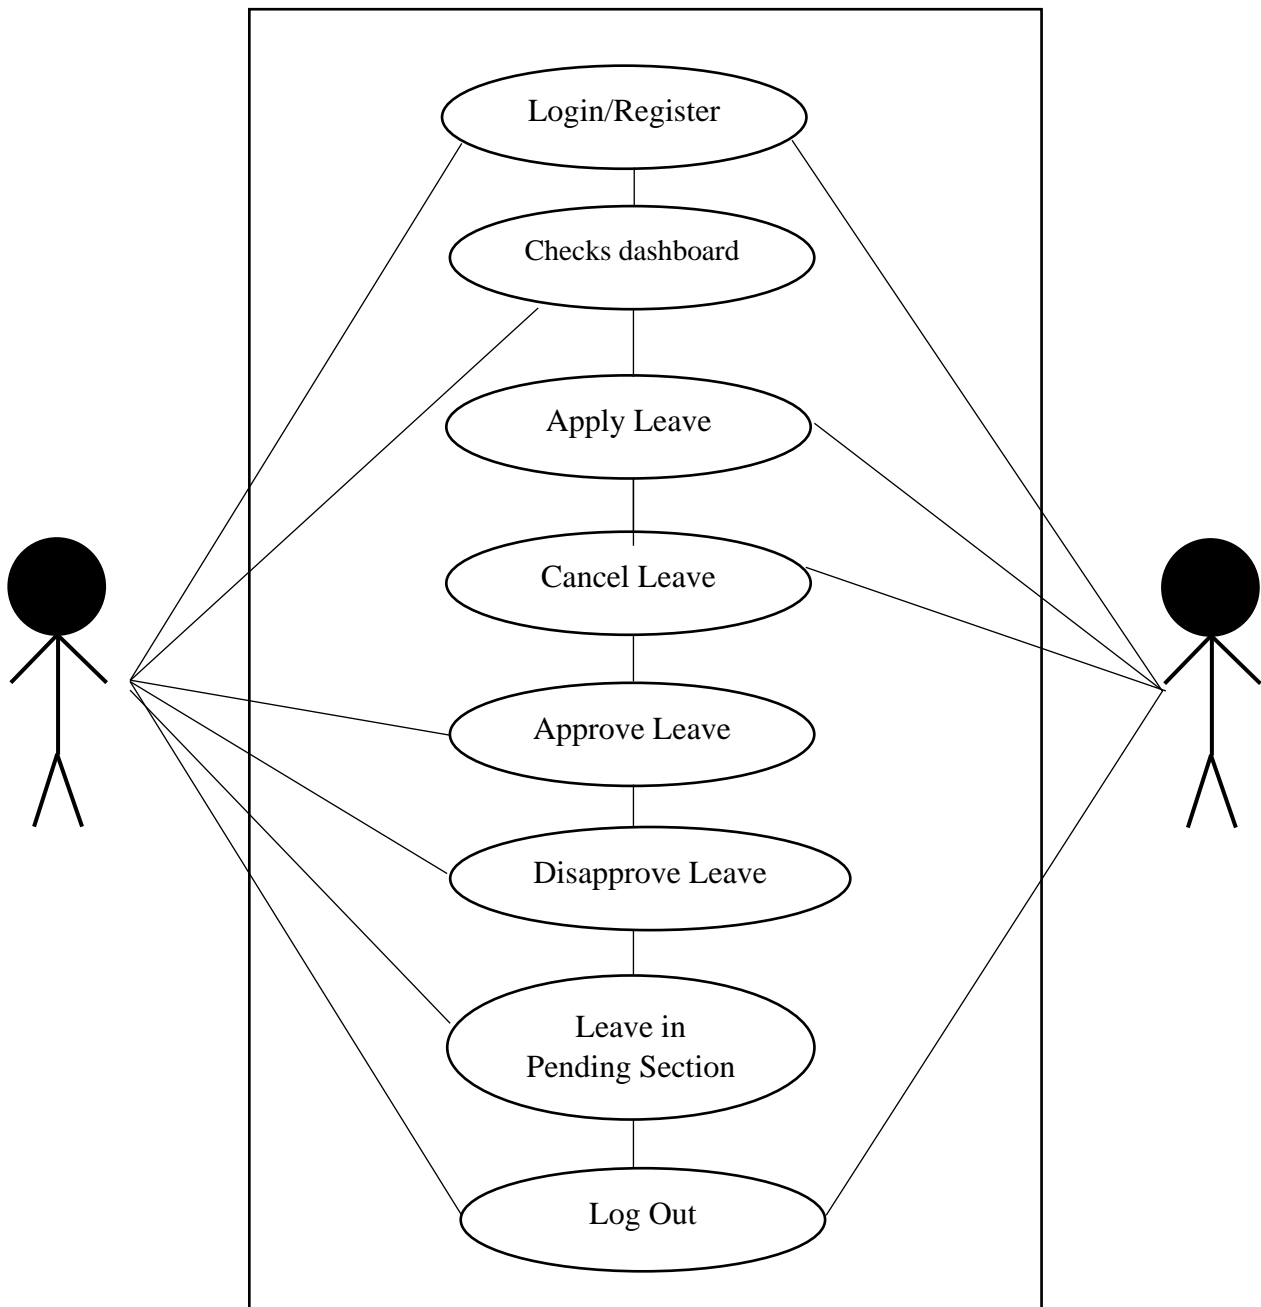 Login/Register
Checks dashboard
Apply Leave
Cancel Leave
Approve Leave
Disapprove Leave
Leave in
Pending Section
Log Out